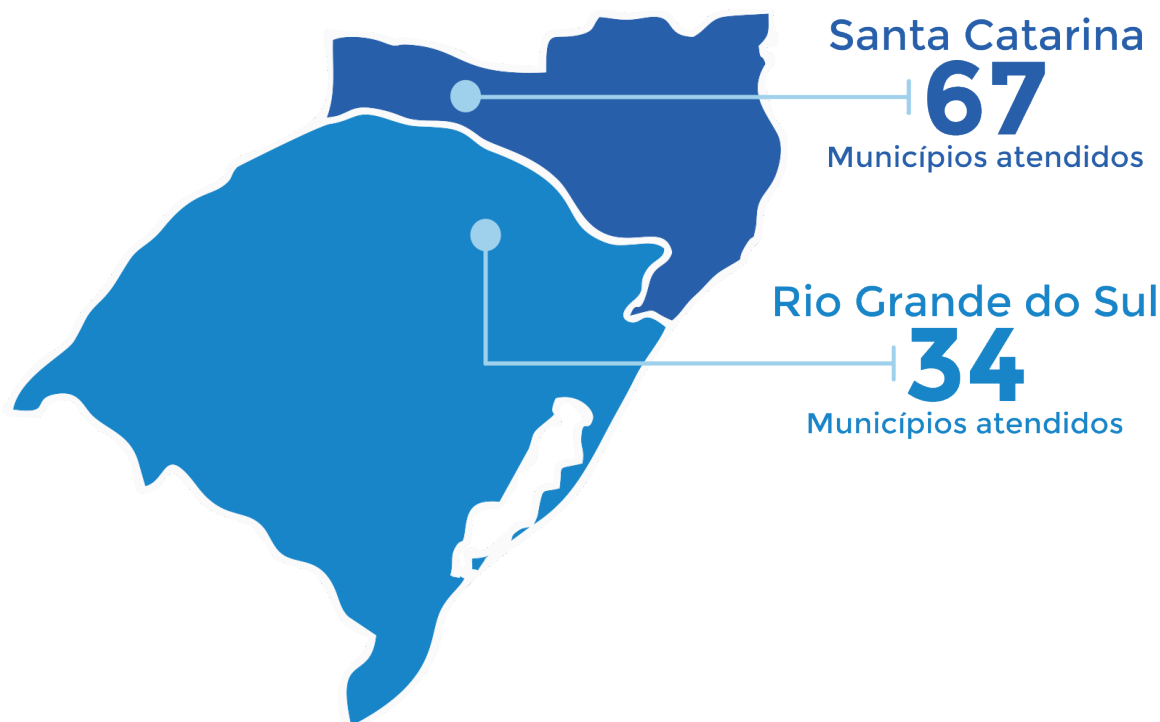 Santa Catarina
67
Municípios atendidos
Rio Grande do Sul
34
Municípios atendidos